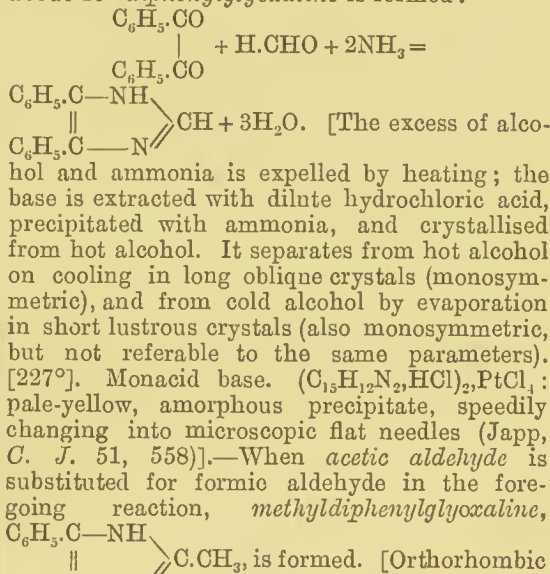 C₆H₅.CO
| + H.CHO + 2NH₃ =
C₆H₅.CO
C₆H₅.C—NH
|| >CH + 3H₂O. [The excess of alco-
C₆H₅.C——N
hol and ammonia is expelled by heating; the
base is extracted with dilute hydrochloric acid,
precipitated with ammonia, and crystallised
from hot alcohol. It separates from hot alcohol
on cooling in long oblique crystals (monosym-
metric), and from cold alcohol by evaporation
in short lustrous crystals (also monosymmetric,
but not referable to the same parameters).
[227°]. Monacid base. (C₁₅H₁₂N₂,HCl)₂,PtCl₄:
pale-yellow, amorphous precipitate, speedily
changing into microscopic flat needles (Japp,
C. J. 51, 558)].—When acetic aldehyde is
substituted for formic aldehyde in the fore-
going reaction, methyldiphenylglyoxaline,
C₆H₅.C—NH
|| >C.CH₃, is formed. [Orthorhombic